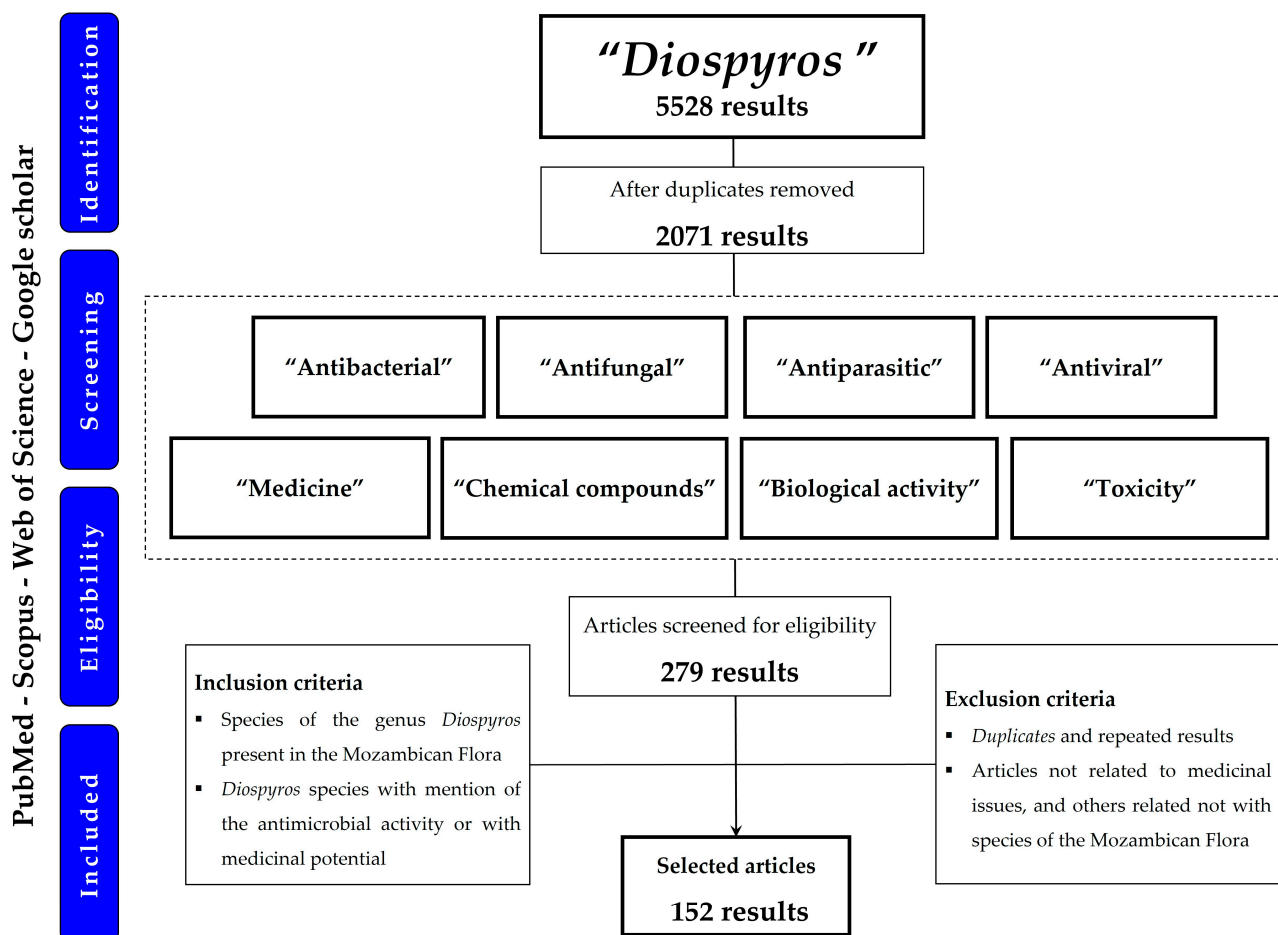 PubMed - Scopus - Web of Science - Google scholar
Identification
Screening
Eligibility
Included
“Diospyros ”
5528 results
After duplicates removed
2071 results
“Antibacterial”
“Antifungal”
“Antiparasitic”
“Antiviral”
“Medicine”
“Chemical compounds”
“Biological activity”
“Toxicity”
Articles screened for eligibility
279 results
Inclusion criteria
▪ Species of the genus Diospyros
present in the Mozambican Flora
▪ Diospyros species with mention of
the antimicrobial activity or with
medicinal potential
Exclusion criteria
▪ Duplicates and repeated results
▪ Articles not related to medicinal
issues, and others related not with
species of the Mozambican Flora
Selected articles
152 results